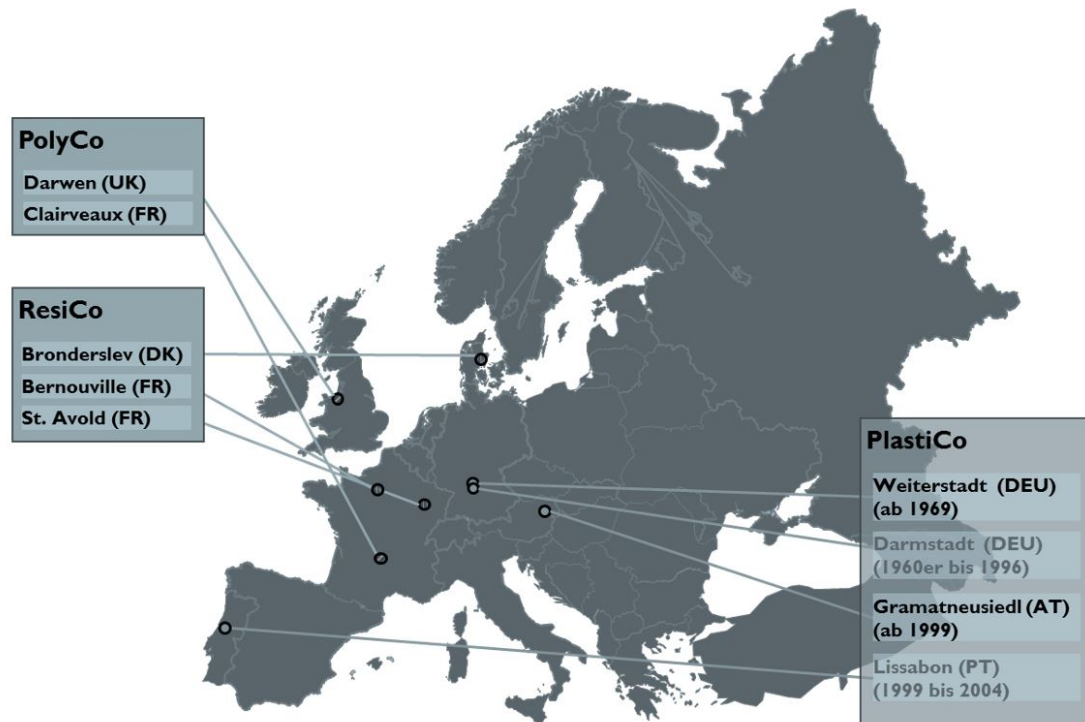 PolyCo
Darwen (UK)
Clairveaux (FR)
ResiCo
Bronderslev (DK)
Bernouville (FR)
St. Avold (FR)
PlastiCo
Weiterstadt (DEU)
(ab 1969)
Darmstadt (DEU)
(1960er bis 1996)
Gramatneusiedl (AT)
(ab 1999)
Lissabon (PT)
(1999 bis 2004)